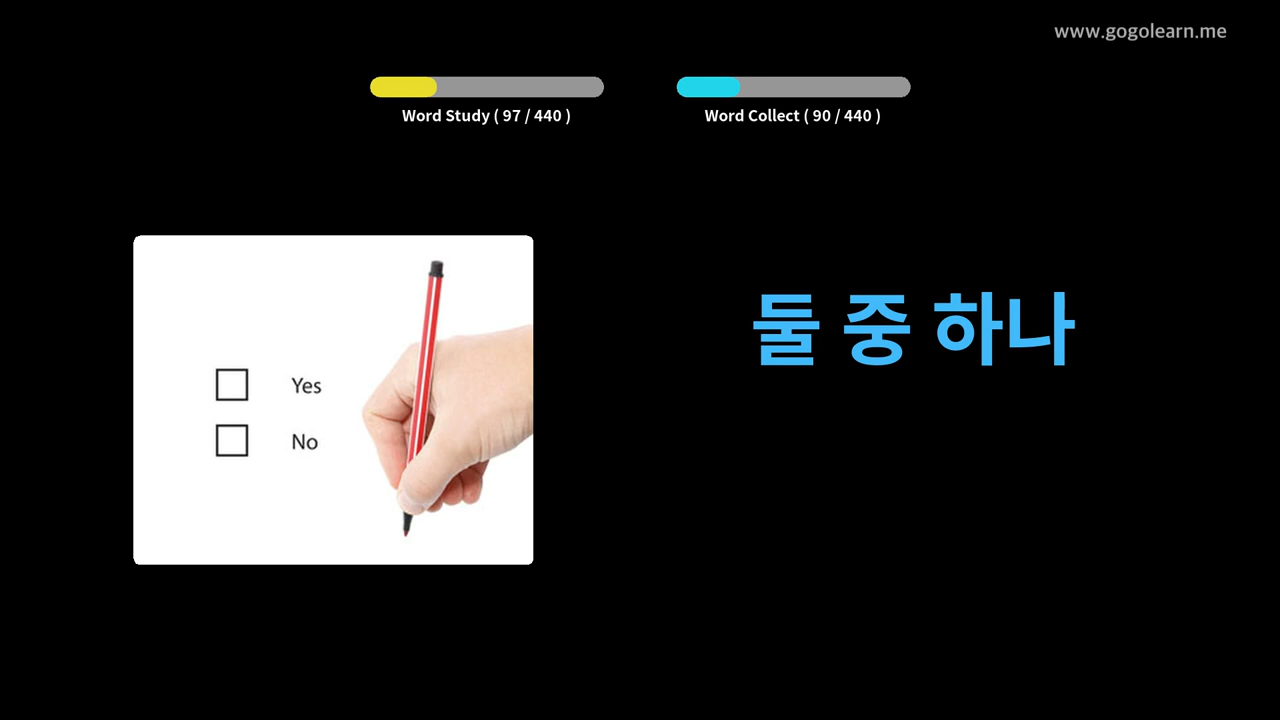 www.gogolearn.me
Word Study ( 97 / 440 )
Word Collect ( 90 / 440 )
Yes
No
둘 중 하나